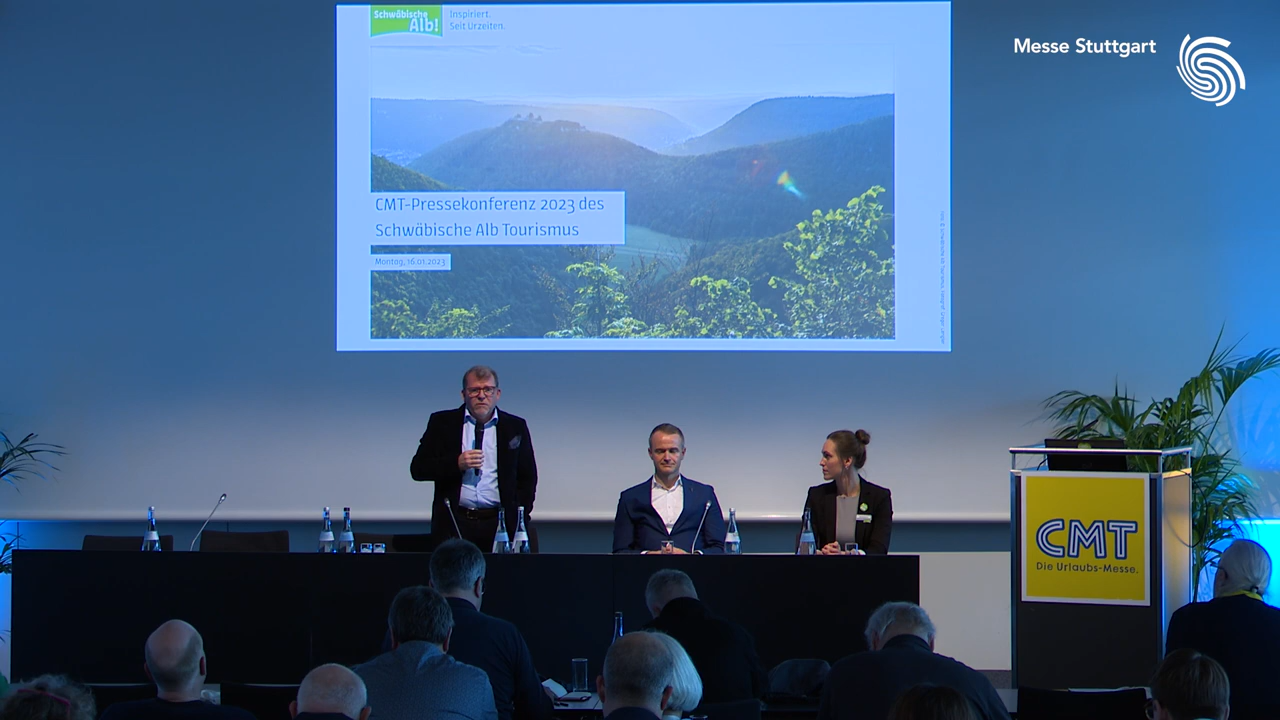 Schwäbische
Alb!
Inspiriert.
Seit Urzeiten.
Messe Stuttgart
CMT-Pressekonferenz 2023 des
Schwäbische Alb Tourismus
Montag, 16.01.2023
CMT
Die Urlaubs-Messe.